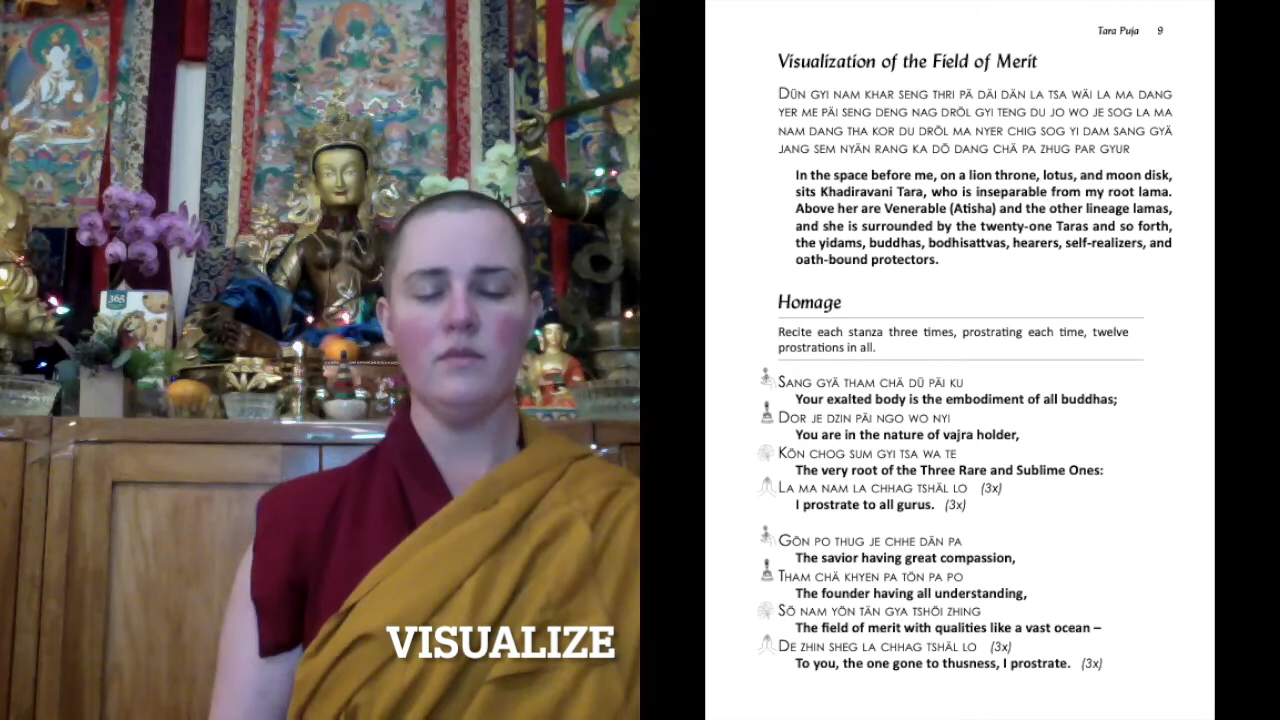 VISUALIZE
Tara Puja 9
Visualization of the Field of Merit
DÜN GYI NAM KHAR SENG THRI PÄ DÄI DÄN LA TSA WÄI LA MA DANG
YER ME PÄI SENG DENG NAG DRÖL GYI TENG DU JO WO JE SOG LA MA
NAM DANG THA KOR DU DRÖL MA NYER CHIG SOG YI DAM SANG GYÄ
JANG SEM NYÄN RANG KA DÖ DANG CHÄ PA ZHUG PAR GYUR
In the space before me, on a lion throne, lotus, and moon disk,
sits Khadiravani Tara, who is inseparable from my root lama.
Above her are Venerable (Atisha) and the other lineage lamas,
and she is surrounded by the twenty-one Taras and so forth,
the yidams, buddhas, bodhisattvas, hearers, self-realizers, and
oath-bound protectors.
Homage
Recite each stanza three times, prostrating each time, twelve
prostrations in all.
SANG GYÄ THAM CHÄ DÜ PÄI KU
Your exalted body is the embodiment of all buddhas;
DOR JE DZIN PÄI NGO WO NYI
You are in the nature of vajra holder,
KÖN CHOG SUM GYI TSA WA TE
The very root of the Three Rare and Sublime Ones:
LA MA NAM LA CHHAG TSHÄL LO (3x)
I prostrate to all gurus. (3x)
GÖN PO THUG JE CHHE DÄN PA
The savior having great compassion,
THAM CHÄ KHYEN PA TÖN PA PO
The founder having all understanding,
SÖ NAM YÖN TÄN GYA TSHÖI ZHING
The field of merit with qualities like a vast ocean –
DE ZHIN SHEG LA CHHAG TSHÄL LO (3x)
To you, the one gone to thusness, I prostrate. (3x)
365